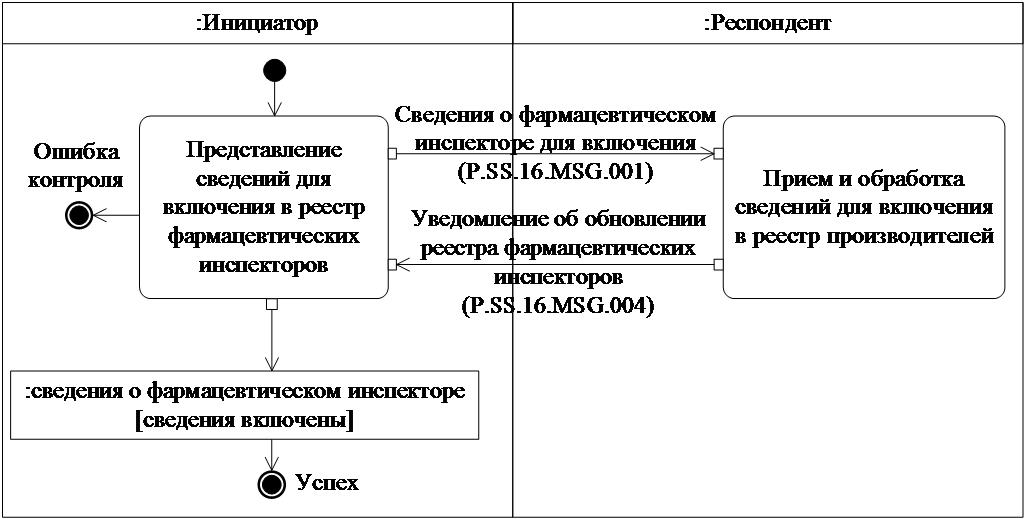 :Инициатор
:Респондент
Ошибка
контроля
Представление
сведений для
включения в реестр
фармацевтических
инспекторов
Сведения о фармацевтическом
инспекторе для включения
(P.SS.16.MSG.001)
Уведомление об обновлении
реестра фармацевтических
инспекторов
(P.SS.16.MSG.004)
Прием и обработка
сведений для включения
в реестр производителей
:сведения о фармацевтическом инспекторе
[сведения включены]
Успех